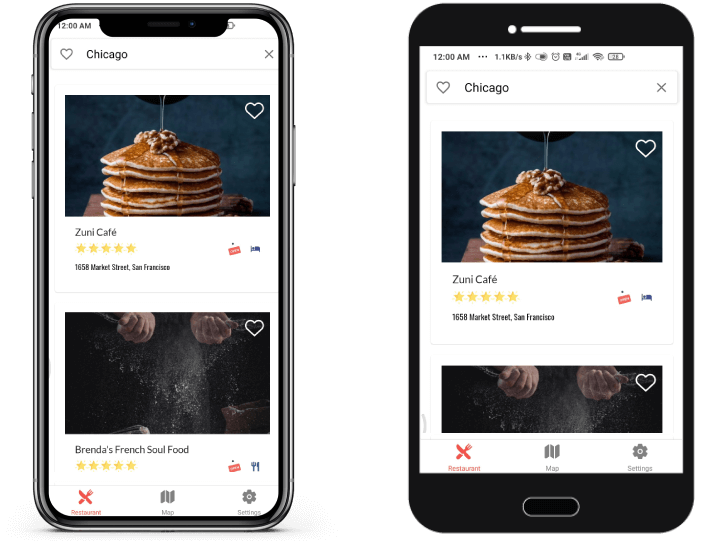 12:00 AM
Chicago
Zuni Café
1658 Market Street, San Francisco
Brenda's French Soul Food
Restaurant
Map
Settings
12:00 AM ... 1.1KB/s 28
Chicago
Zuni Café
1658 Market Street, San Francisco
Restaurant
Map
Settings